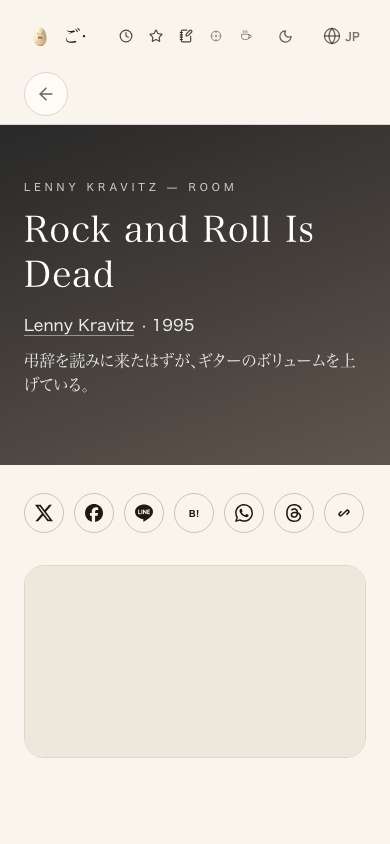 ご·
JP
LENNY KRAVITZ — ROOM
Rock and Roll Is
Dead
Lenny Kravitz · 1995
弔辞を読みに来たはずが、ギターのボリュームを上
げている。
LINE
B!